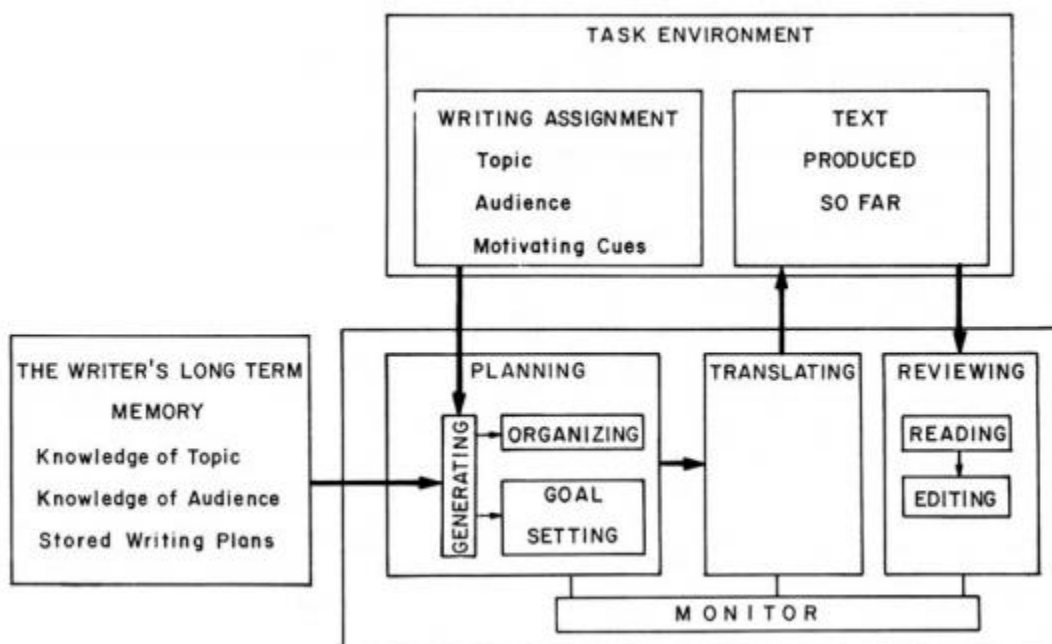 TASK ENVIRONMENT
WRITING ASSIGNMENT
Topic
Audience
Motivating Cues
TEXT
PRODUCED
SO FAR
THE WRITER'S LONG TERM
MEMORY
Knowledge of Topic
Knowledge of Audience
Stored Writing Plans
PLANNING
GENERATING
ORGANIZING
GOAL
SETTING
TRANSLATING
REVIEWING
READING
EDITING
MONITOR